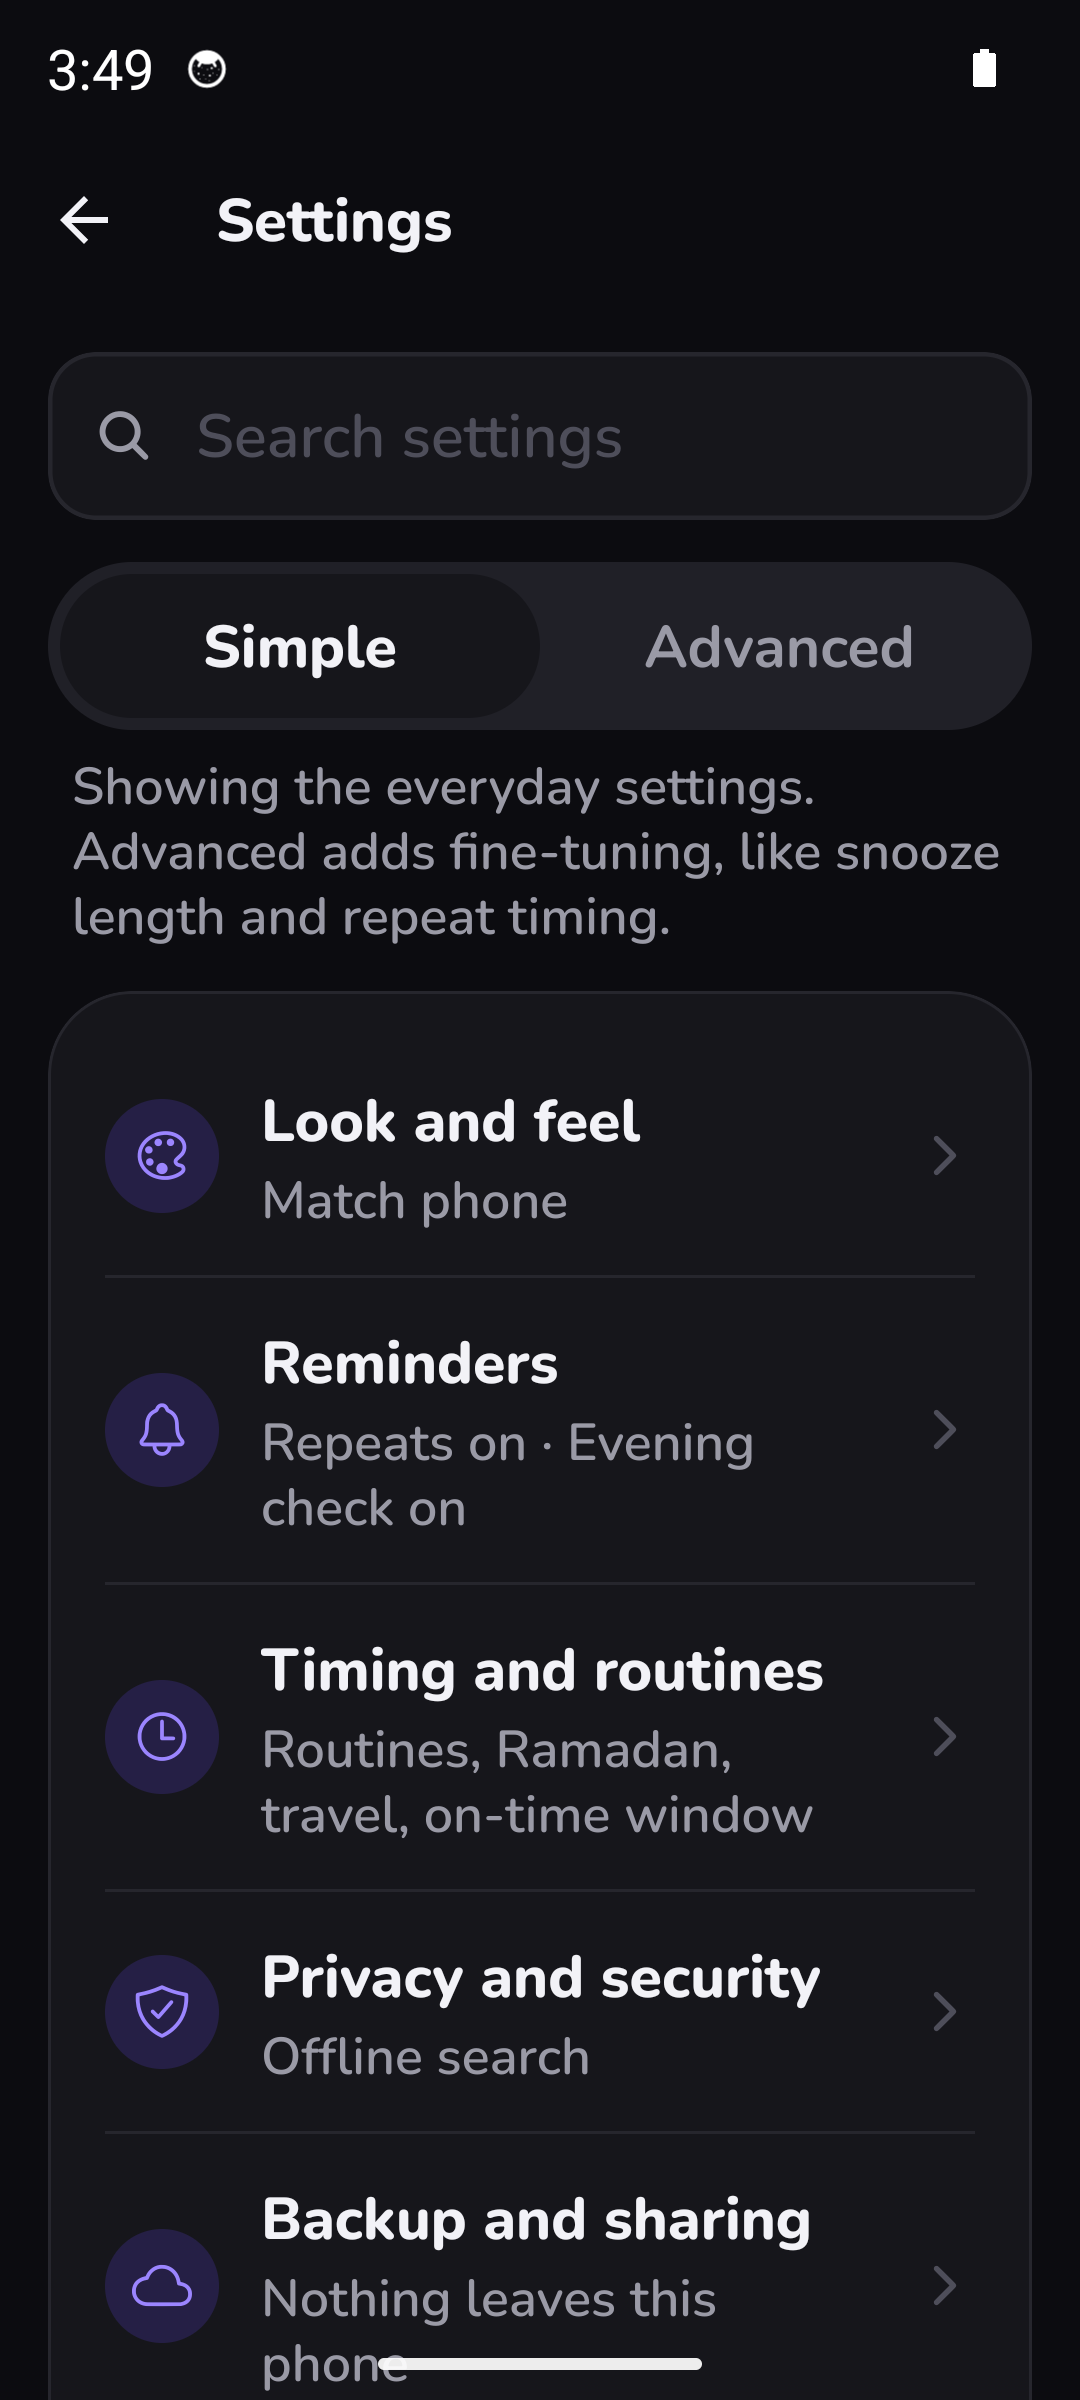 3:49
Settings
Search settings
Simple
Advanced
Showing the everyday settings.
Advanced adds fine-tuning, like snooze
length and repeat timing.
Look and feel
Match phone
Reminders
Repeats on · Evening
check on
Timing and routines
Routines, Ramadan,
travel, on-time window
Privacy and security
Offline search
Backup and sharing
Nothing leaves this
phone